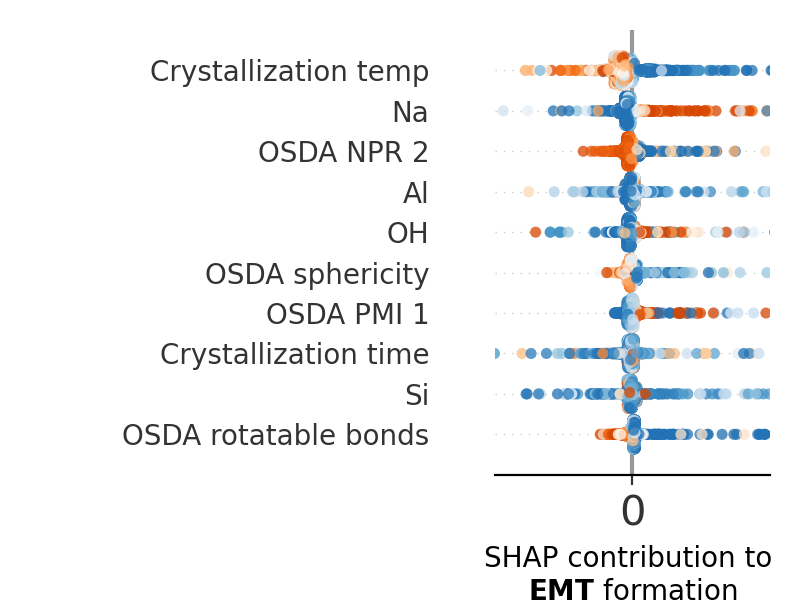 Crystallization temp
Na
OSDA NPR 2
Al
OH
OSDA sphericity
OSDA PMI 1
Crystallization time
Si
OSDA rotatable bonds
0
SHAP contribution to
EMT formation